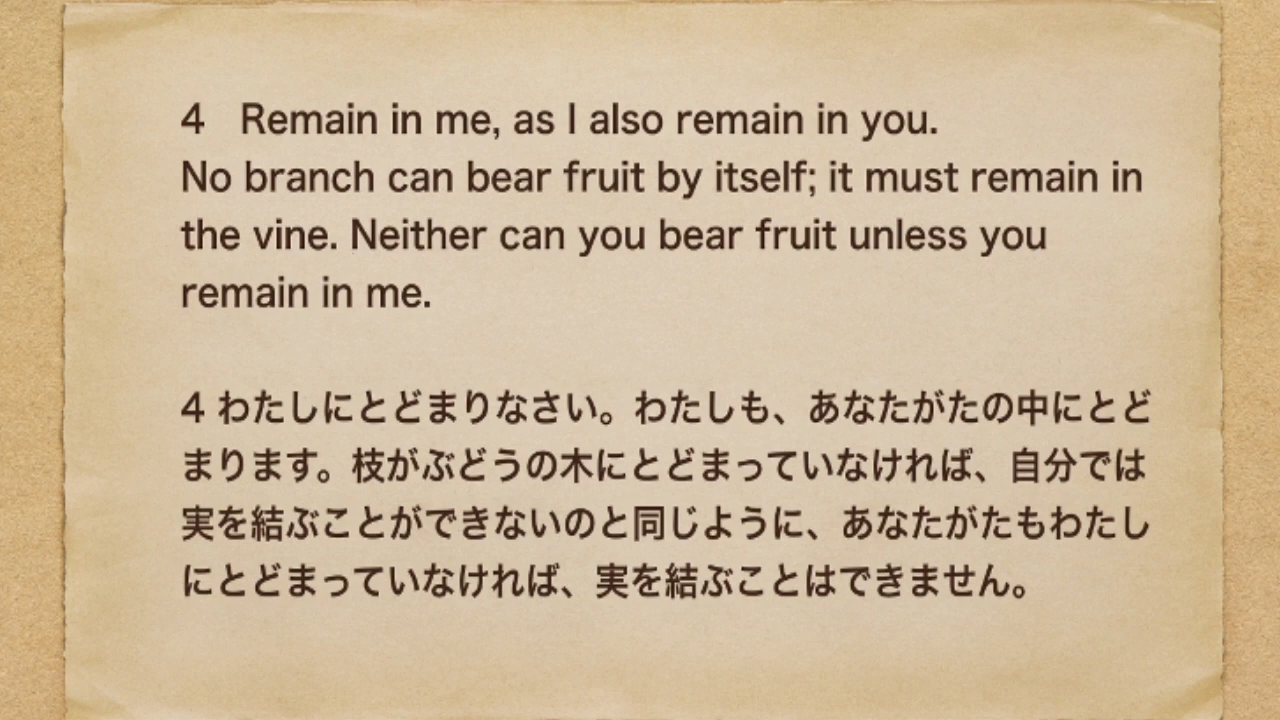 4 Remain in me, as I also remain in you.
No branch can bear fruit by itself; it must remain in
the vine. Neither can you bear fruit unless you
remain in me.
4 わたしにとどまりなさい。わたしも、あなたがたの中にとど
まります。枝がぶどうの木にとどまっていなければ、自分では
実を結ぶことができないのと同じように、あなたがたもわたし
にとどまっていなければ、実を結ぶことはできません。